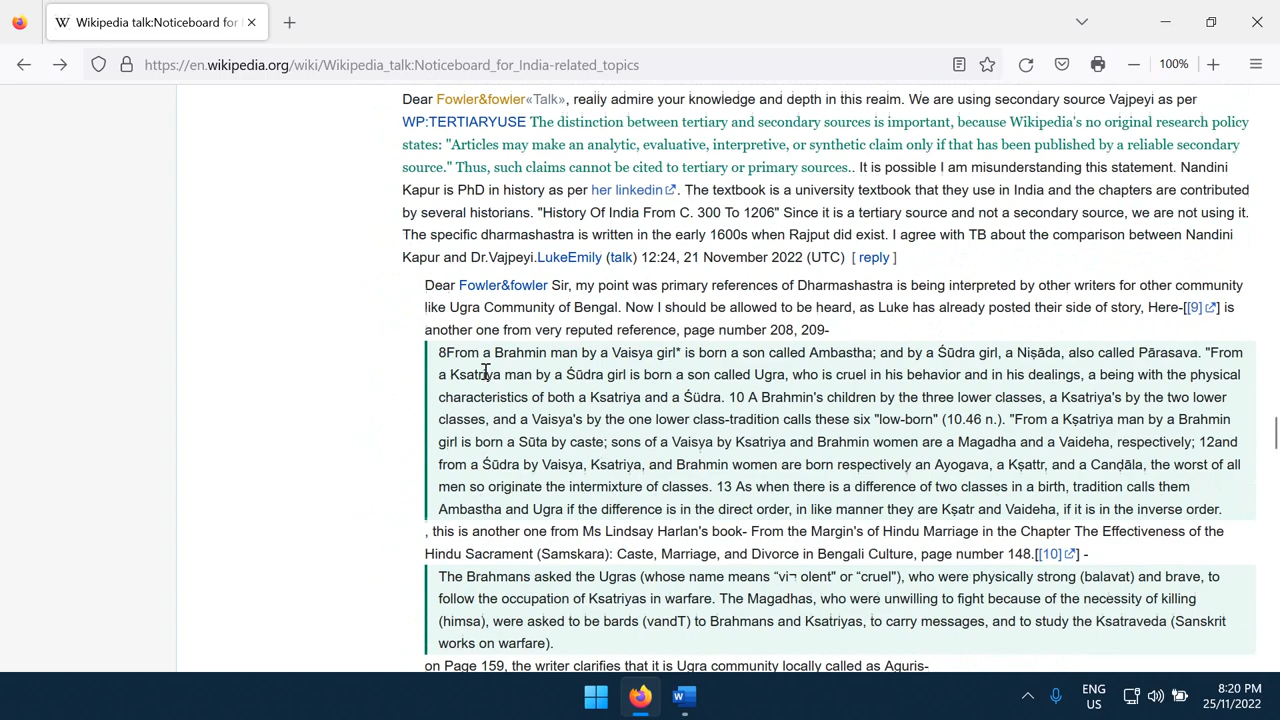 Wikipedia talk:Noticeboard for
https://en.wikipedia.org/wiki/Wikipedia_talk:Noticeboard_for_India-related_topics
100%
Dear Fowler&fowler«Talk», really admire your knowledge and depth in this realm. We are using secondary source Vajpeyi as per
WP:TERTIARYUSE The distinction between tertiary and secondary sources is important, because Wikipedia's no original research policy
states: "Articles may make an analytic, evaluative, interpretive, or synthetic claim only if that has been published by a reliable secondary
source." Thus, such claims cannot be cited to tertiary or primary sources.. It is possible I am misunderstanding this statement. Nandini
Kapur is PhD in history as per her linkedin. The textbook is a university textbook that they use in India and the chapters are contributed
by several historians. "History Of India From C. 300 To 1206" Since it is a tertiary source and not a secondary source, we are not using it.
The specific dharmashastra is written in the early 1600s when Rajput did exist. I agree with TB about the comparison between Nandini
Kapur and Dr.Vajpeyi.LukeEmily (talk) 12:24, 21 November 2022 (UTC) [ reply ]
Dear Fowler&fowler Sir, my point was primary references of Dharmashastra is being interpreted by other writers for other community
like Ugra Community of Bengal. Now I should be allowed to be heard, as Luke has already posted their side of story, Here-[[9]] is
another one from very reputed reference, page number 208, 209-
8From a Brahmin man by a Vaisya girl* is born a son called Ambastha; and by a Śūdra girl, a Niṣāda, also called Pārasava. "From
a Ksatriya man by a Śūdra girl is born a son called Ugra, who is cruel in his behavior and in his dealings, a being with the physical
characteristics of both a Ksatriya and a Śüdra. 10 A Brahmin's children by the three lower classes, a Ksatriya's by the two lower
classes, and a Vaisya's by the one lower class-tradition calls these six "low-born" (10.46 n.). "From a Kṣatriya man by a Brahmin
girl is born a Sūta by caste; sons of a Vaisya by Ksatriya and Brahmin women are a Magadha and a Vaideha, respectively; 12and
from a Śūdra by Vaisya, Ksatriya, and Brahmin women are born respectively an Ayogava, a Kṣattr, and a Caṇḍāla, the worst of all
men so originate the intermixture of classes. 13 As when there is a difference of two classes in a birth, tradition calls them
Ambastha and Ugra if the difference is in the direct order, in like manner they are Kṣatr and Vaideha, if it is in the inverse order.
, this is another one from Ms Lindsay Harlan's book- From the Margin's of Hindu Marriage in the Chapter The Effectiveness of the
Hindu Sacrament (Samskara): Caste, Marriage, and Divorce in Bengali Culture, page number 148.[[10]] -
The Brahmans asked the Ugras (whose name means “vi¬ olent" or “cruel"), who were physically strong (balavat) and brave, to
follow the occupation of Ksatriyas in warfare. The Magadhas, who were unwilling to fight because of the necessity of killing
(himsa), were asked to be bards (vandT) to Brahmans and Ksatriyas, to carry messages, and to study the Ksatraveda (Sanskrit
works on warfare).
on Page 159, the writer clarifies that it is Ugra community locally called as Aguris-
ENG
US
8:20 PM
25/11/2022